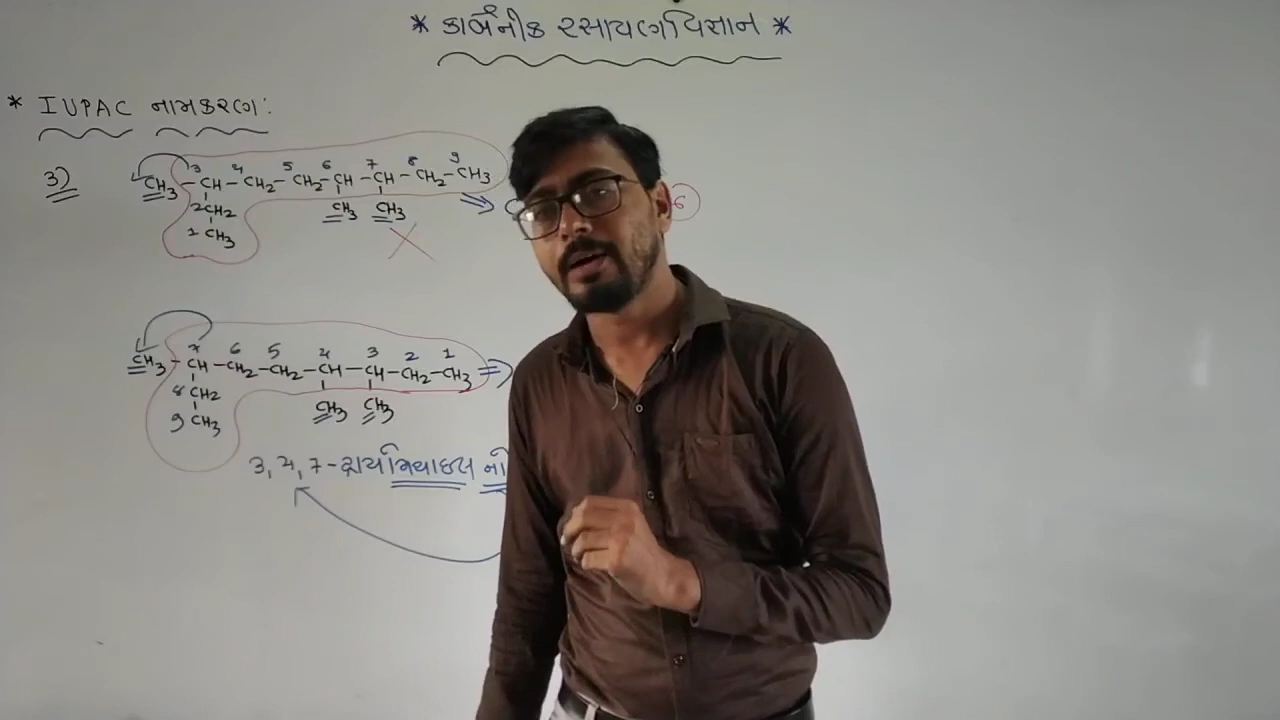 * કાર્બનીક રસાયણવિજ્ઞાન *
* IUPAC નામકરણ:
3)
3 4 5 6 7 8 9
CH3 - CH - CH2 - CH2 - CH - CH - CH2 - CH3
2 CH2 CH3 CH3
1 CH3
6
7 6 5 4 3 2 1
CH3 - CH - CH2 - CH2 - CH - CH - CH2 - CH3
8 CH2
9 CH3 CH3 CH3
3, 4, 7 - ટ્રાયમિથાઇલ નો